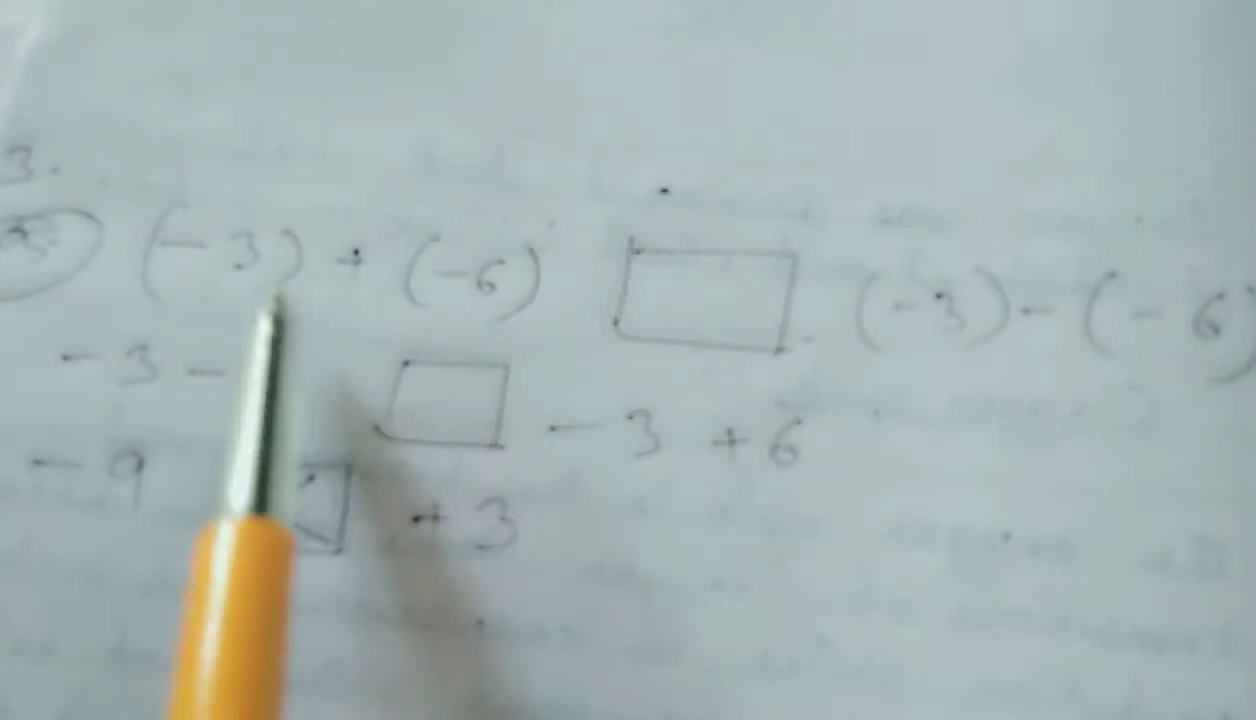 3.
(-3) + (-6) □ (-3) - (-6)
-3 - □ -3 +6
-9 < +3